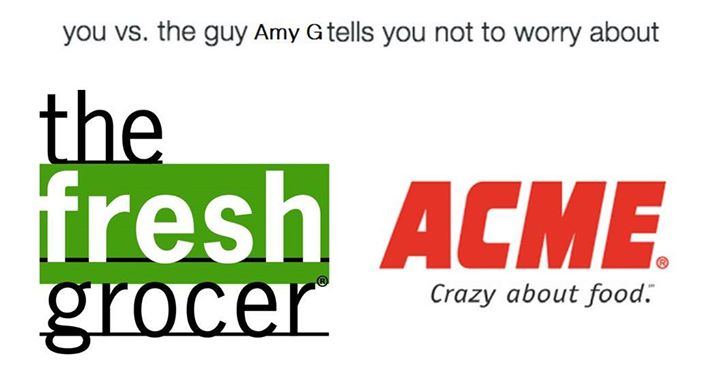 you vs. the guy Amy G tells you not to worry about
the
fresh
grocer®
ACME®
Crazy about food.℠